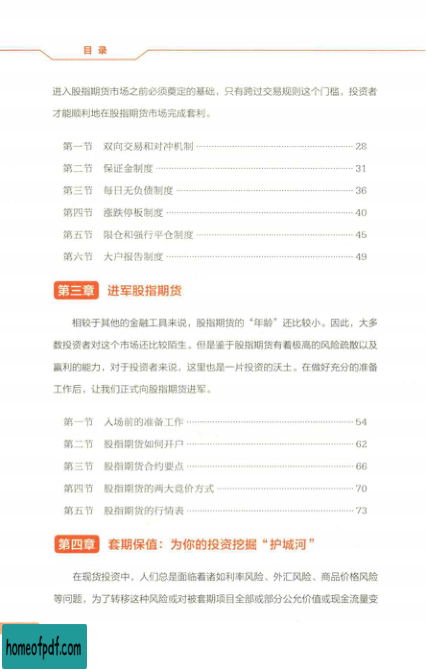 目 录
进入股指期货市场之前必须奠定的基础，只有跨过交易规则这个门槛，投资者
才能顺利地在股指期货市场完成套利。
第一节 双向交易和对冲机制 28
第二节 保证金制度 31
第三节 每日无负债制度 36
第四节 涨跌停板制度 40
第五节 限仓和强行平仓制度 45
第六节 大户报告制度 49
第三章 进军股指期货
相较于其他的金融工具来说，股指期货的“年龄”还比较小。因此，大多
数投资者对这个市场还比较陌生。但是鉴于股指期货有着极高的风险疏散以及
赢利的能力，对于投资者来说，这里也是一片投资的沃土。在做好充分的准备
工作后，让我们正式向股指期货进军。
第一节 入场前的准备工作 54
第二节 股指期货如何开户 62
第三节 股指期货合约要点 66
第四节 股指期货的两大竞价方式 70
第五节 股指期货的行情表 73
第四章 套期保值：为你的投资挖掘“护城河”
在现货投资中，人们总是面临着诸如利率风险、外汇风险、商品价格风险
等问题，为了转移这种风险或对被套期项目全部或部分公允价值或现金流量变
homeofpdf.com